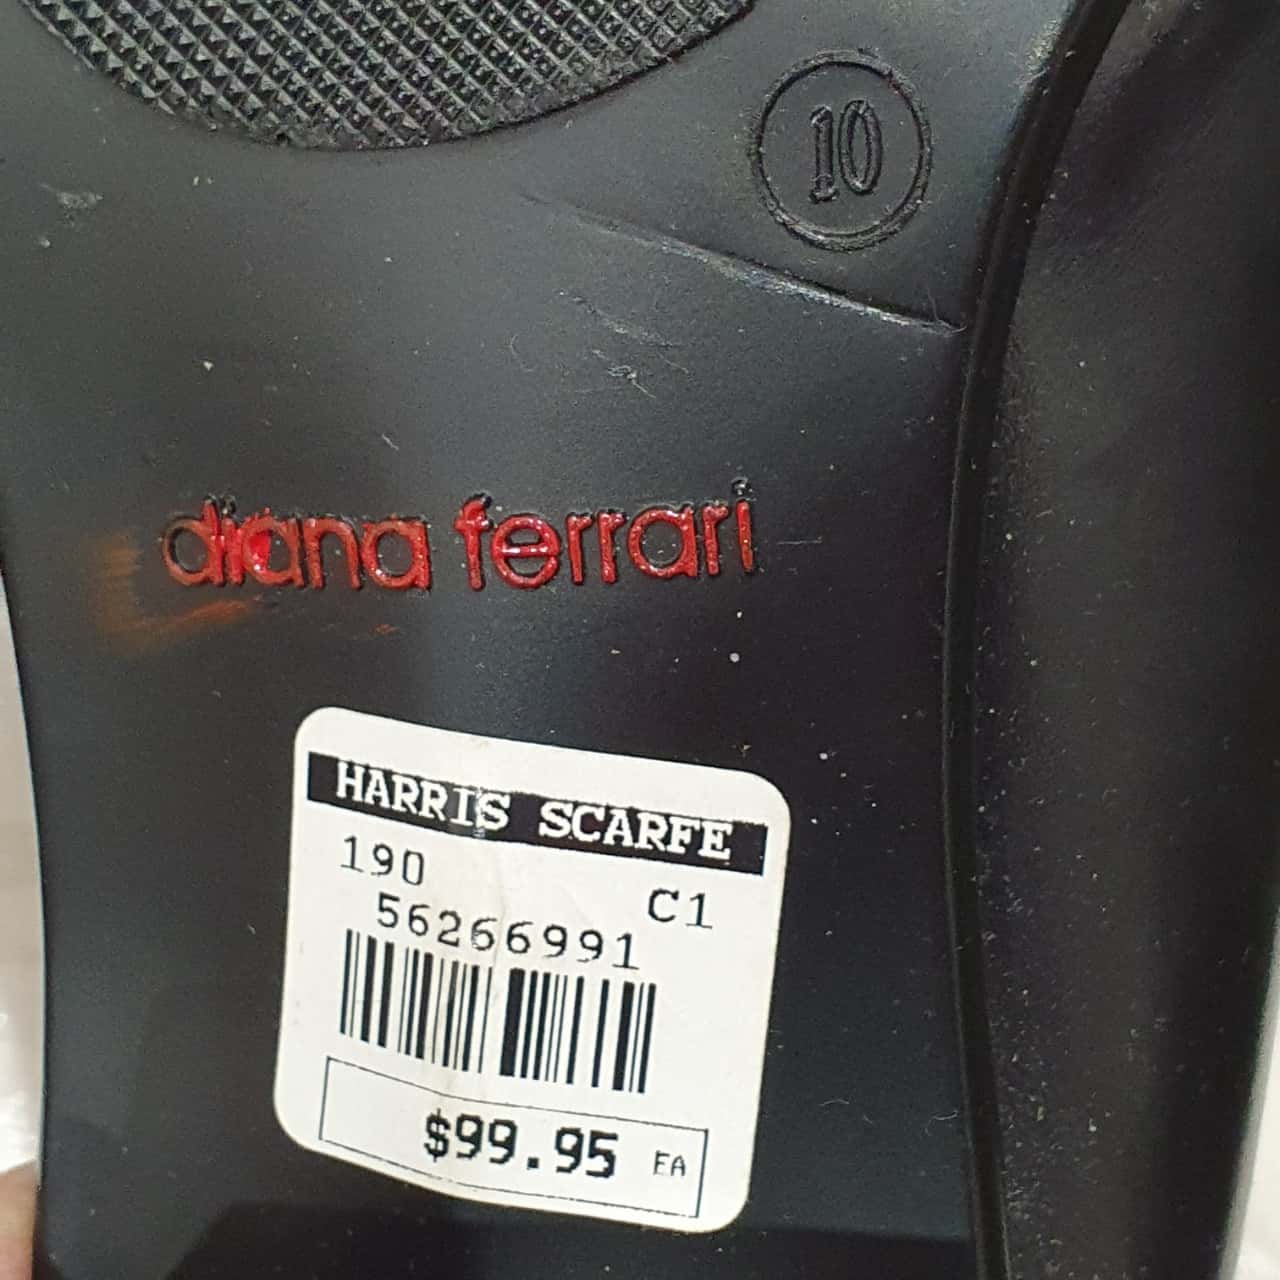 10
diana ferrari
HARRIS SCARFE
190
C1
56266991
$99.95 EA